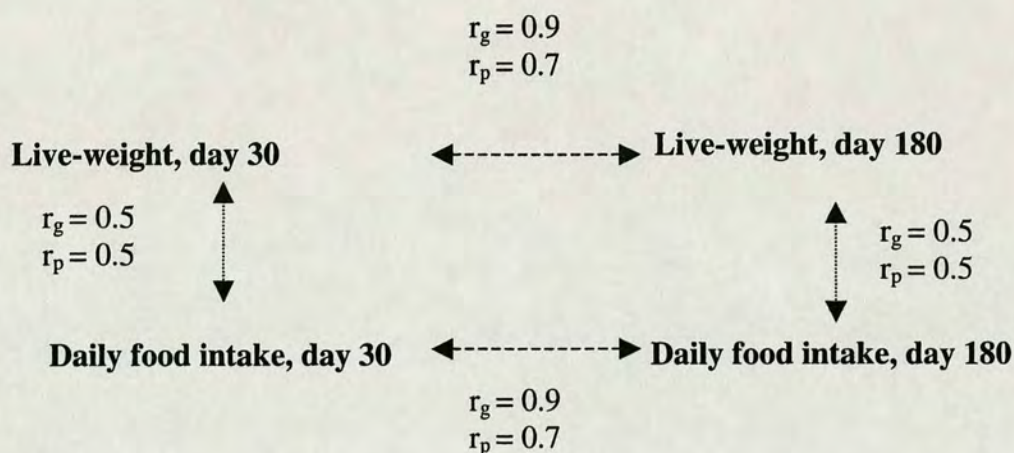 r_g = 0.9
r_p = 0.7
Live-weight, day 30
Live-weight, day 180
r_g = 0.5
r_p = 0.5
r_g = 0.5
r_p = 0.5
Daily food intake, day 30
Daily food intake, day 180
r_g = 0.9
r_p = 0.7